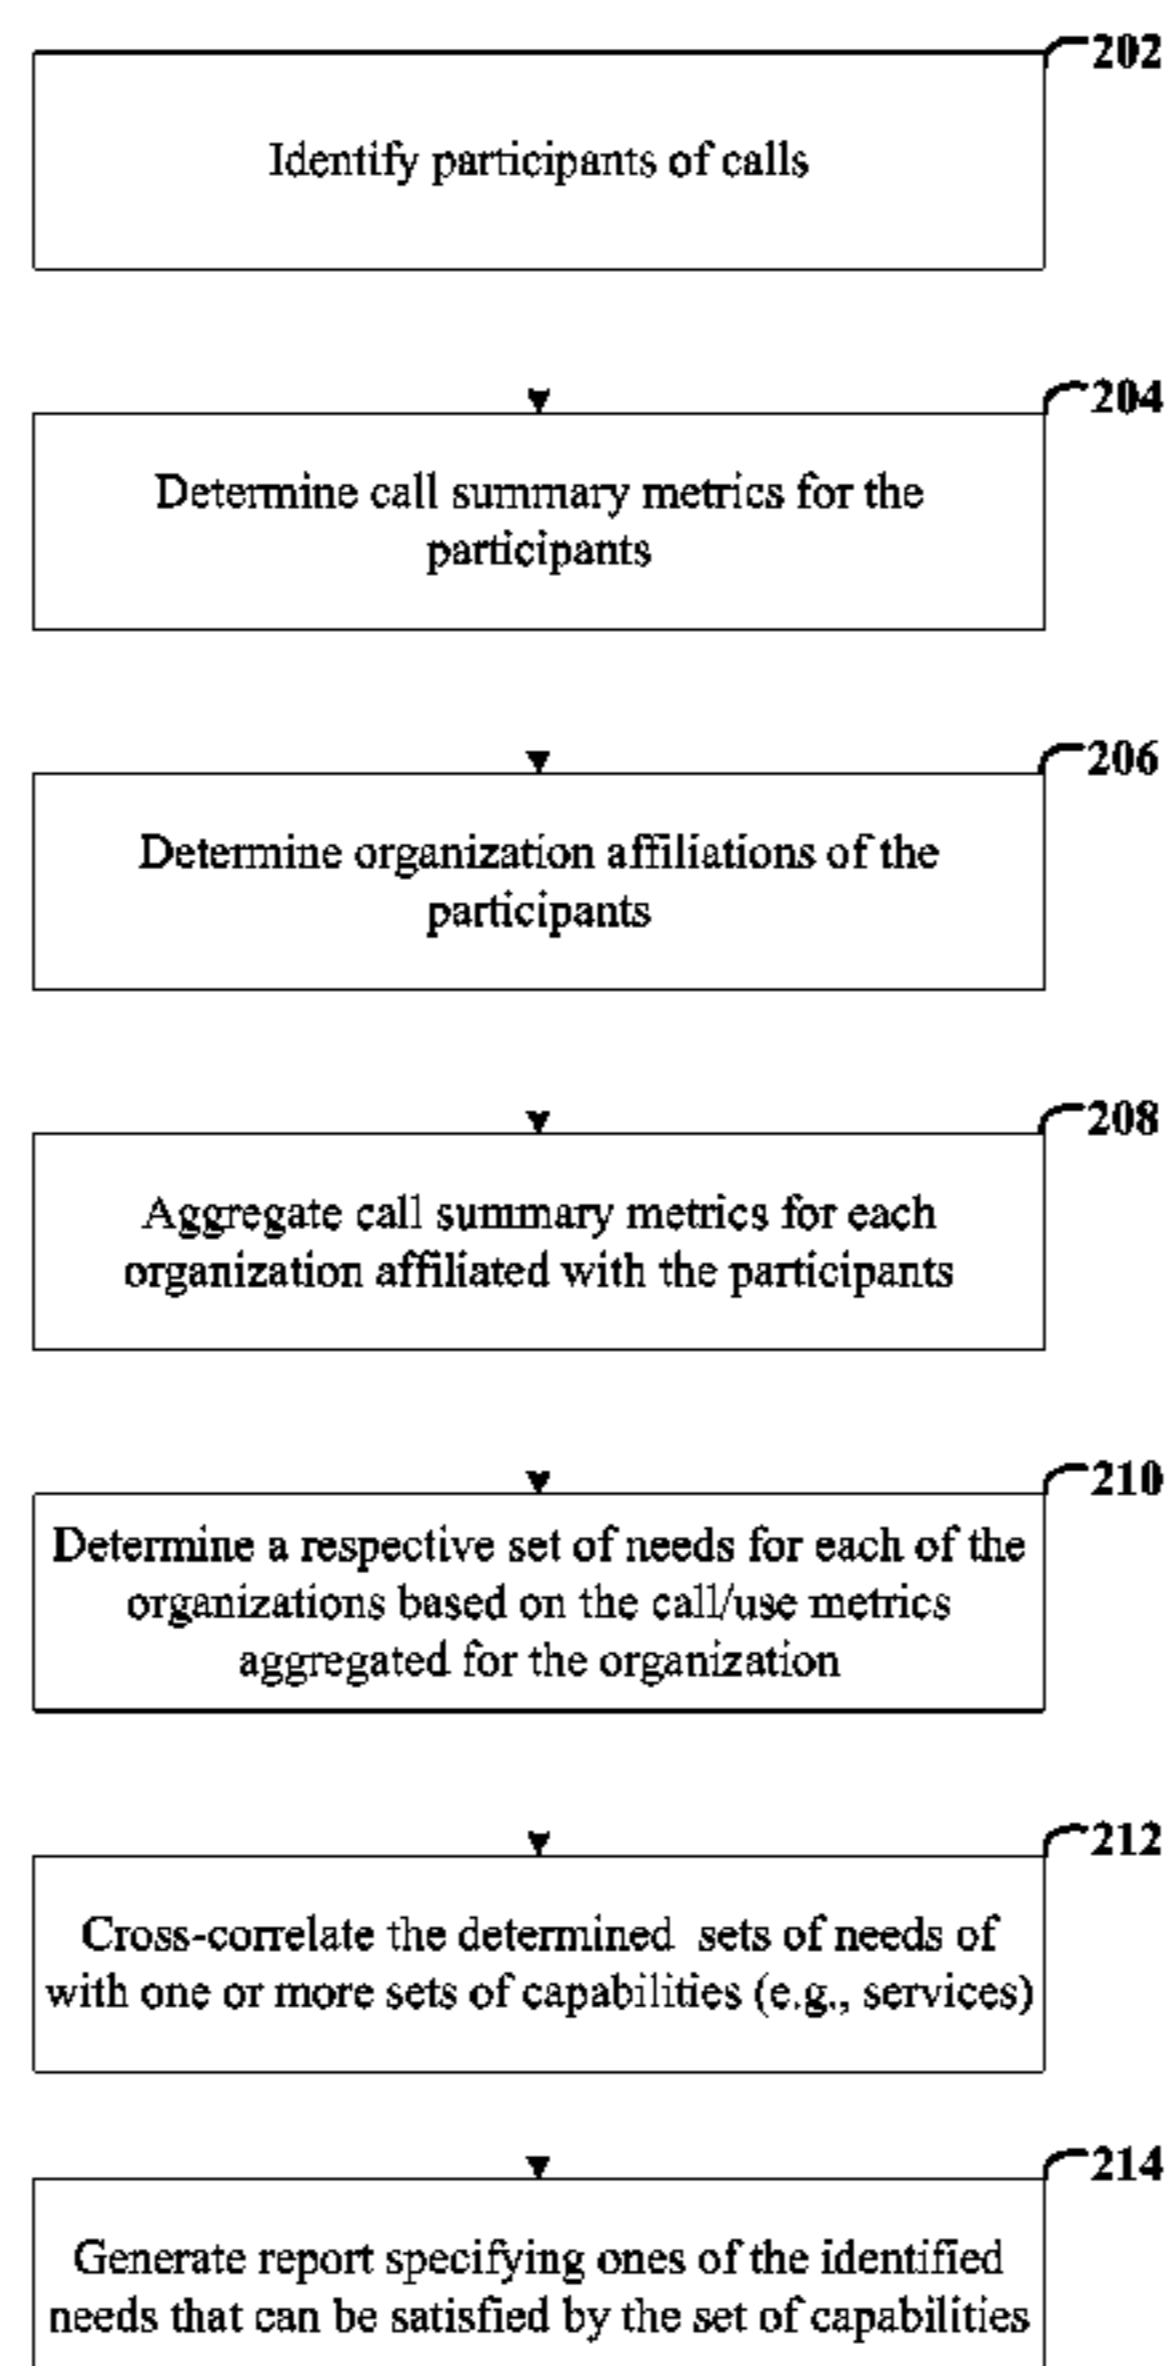 202
Identify participants of calls
204
Determine call summary metrics for the
participants
206
Determine organization affiliations of the
participants
208
Aggregate call summary metrics for each
organization affiliated with the participants
210
Determine a respective set of needs for each of the
organizations based on the call/use metrics
aggregated for the organization
212
Cross-correlate the determined sets of needs of
with one or more sets of capabilities (e.g., services)
214
Generate report specifying ones of the identified
needs that can be satisfied by the set of capabilities